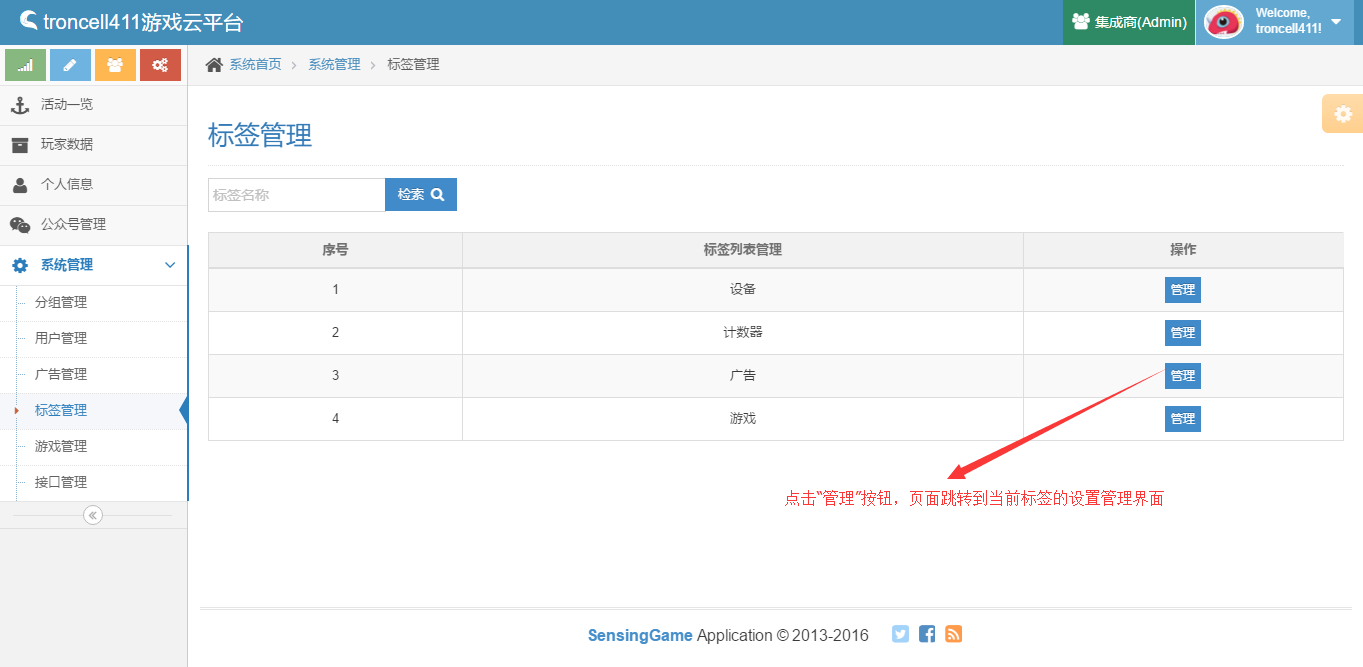 troncell411游戏云平台
集成商(Admin)
Welcome,
troncell411!
系统首页 系统管理 标签管理
活动一览
玩家数据
个人信息
公众号管理
系统管理
分组管理
用户管理
广告管理
标签管理
游戏管理
接口管理
标签管理
标签名称 检索
序号 标签列表管理 操作
1 设备 管理
2 计数器 管理
3 广告 管理
4 游戏 管理
点击“管理”按钮，页面跳转到当前标签的设置管理界面
SensingGame Application © 2013-2016